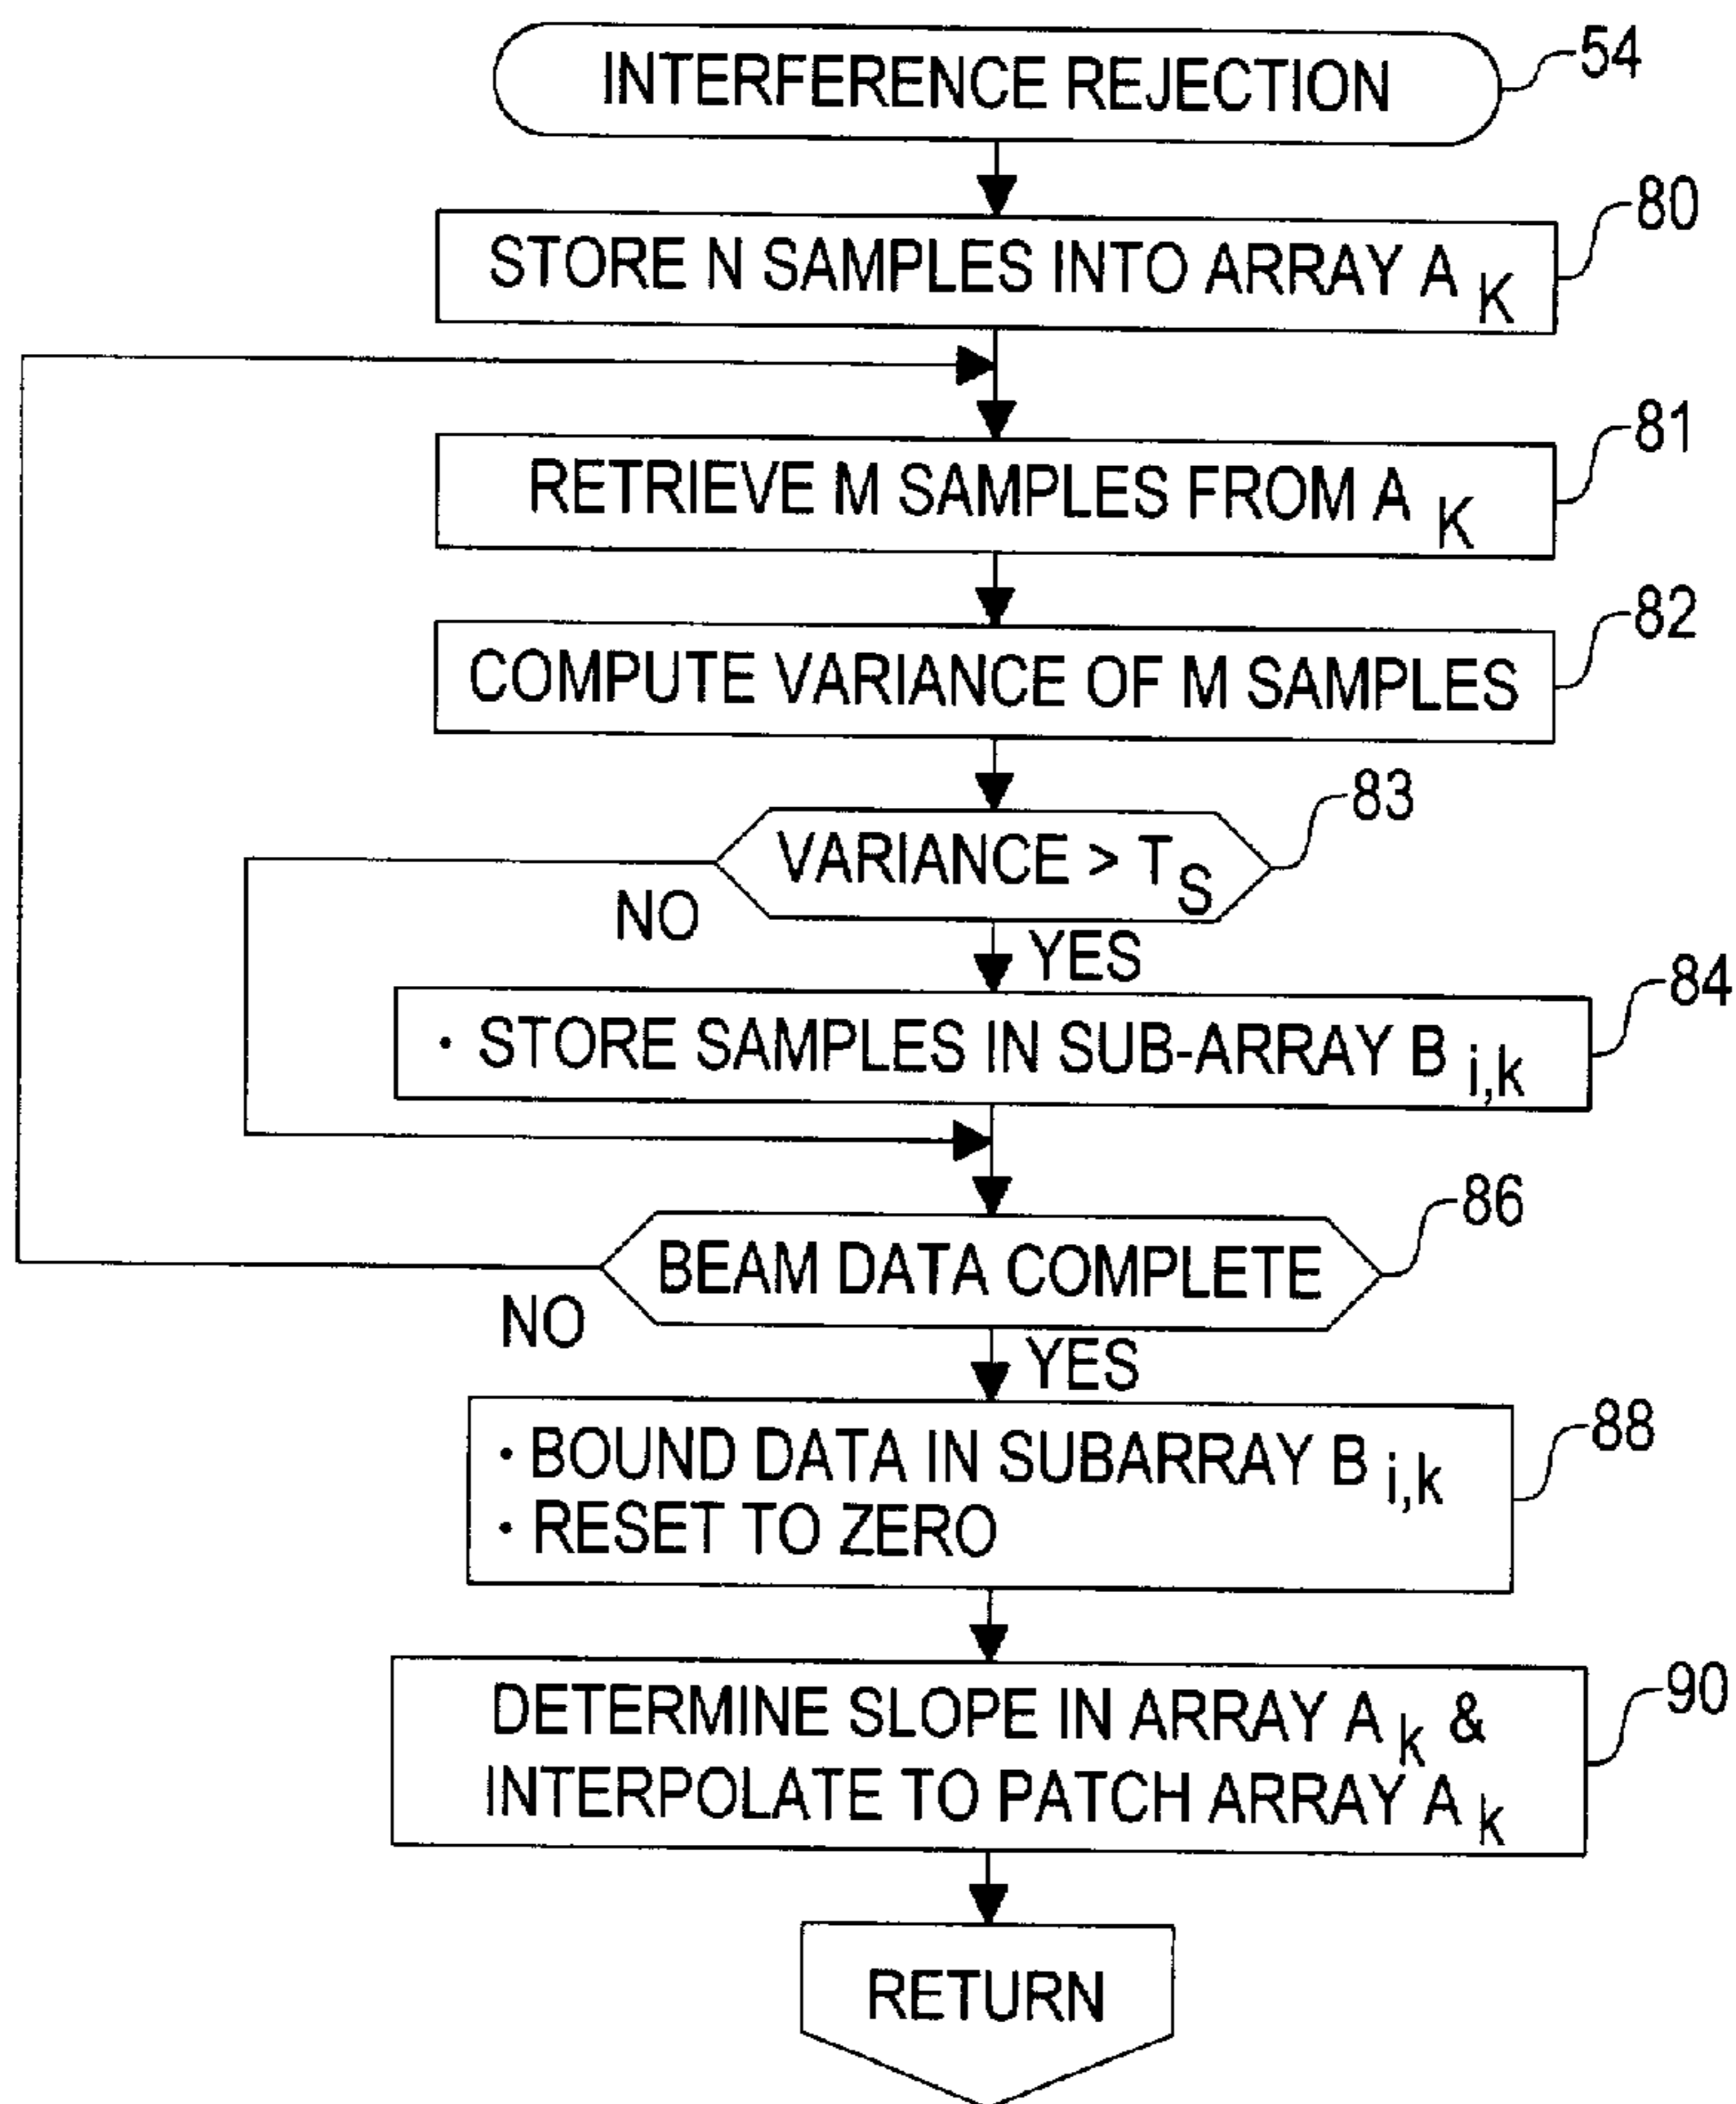 INTERFERENCE REJECTION
54
STORE N SAMPLES INTO ARRAY A K
80
RETRIEVE M SAMPLES FROM A K
81
COMPUTE VARIANCE OF M SAMPLES
82
VARIANCE > T S
83
NO
YES
• STORE SAMPLES IN SUB-ARRAY B i,k
84
BEAM DATA COMPLETE
86
NO
YES
• BOUND DATA IN SUBARRAY B i,k
• RESET TO ZERO
88
DETERMINE SLOPE IN ARRAY A k &
INTERPOLATE TO PATCH ARRAY A k
90
RETURN